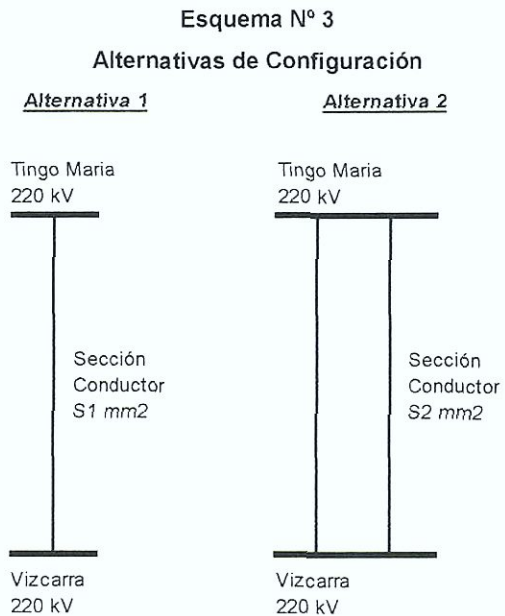 Esquema Nº 3
Alternativas de Configuración
Alternativa 1
Tingo Maria
220 kV
Sección
Conductor
S1 mm2
Vizcarra
220 kV
Alternativa 2
Tingo Maria
220 kV
Sección
Conductor
S2 mm2
Vizcarra
220 kV